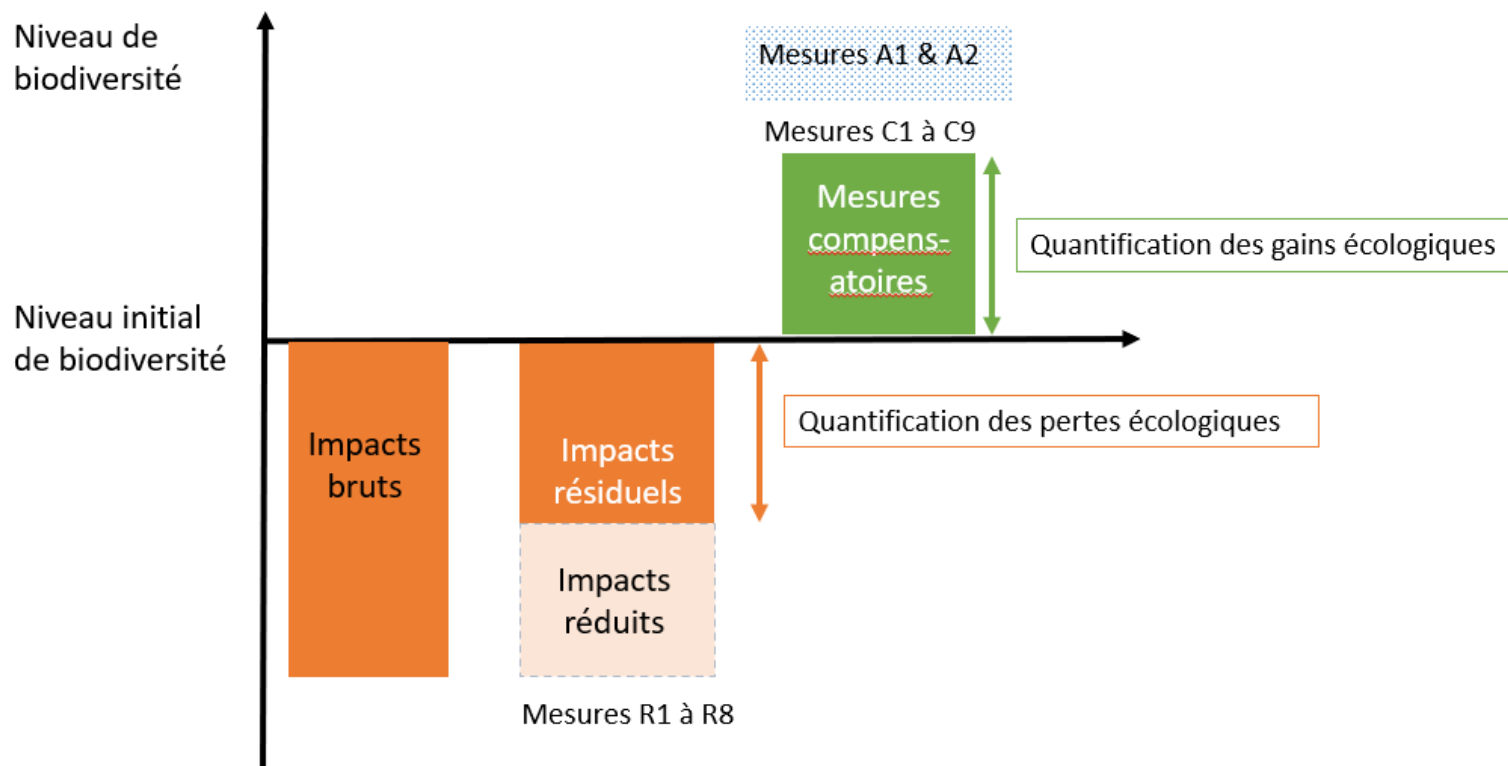 Niveau de
biodiversité
Mesures A1 & A2
Mesures C1 à C9
Mesures
compens-
atoires
Quantification des gains écologiques
Niveau initial
de biodiversité
Impacts
bruts
Impacts
résiduels
Quantification des pertes écologiques
Impacts
réduits
Mesures R1 à R8